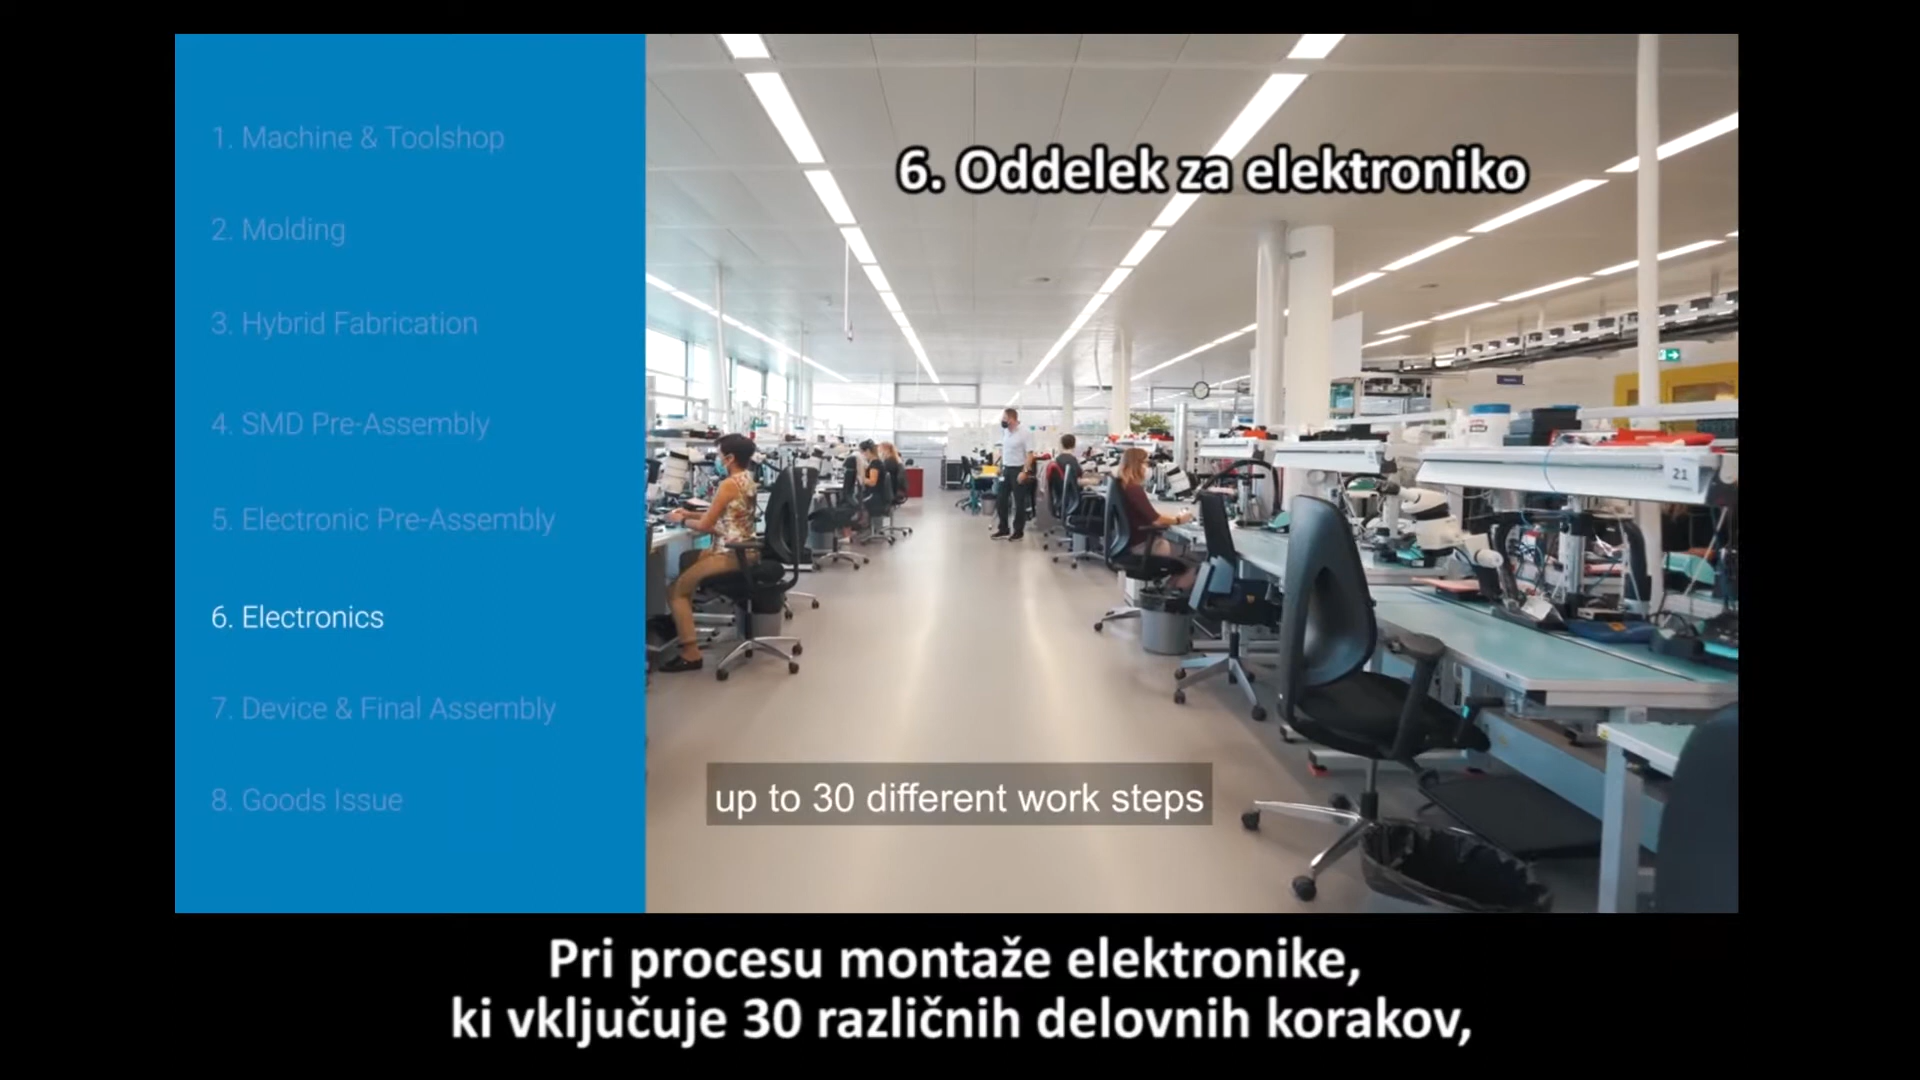 1. Machine & Toolshop
2. Molding
3. Hybrid Fabrication
4. SMD Pre-Assembly
5. Electronic Pre-Assembly
6. Electronics
7. Device & Final Assembly
8. Goods Issue
6. Oddelek za elektroniko
21
up to 30 different work steps
Pri procesu montaže elektronike,
ki vključuje 30 različnih delovnih korakov,